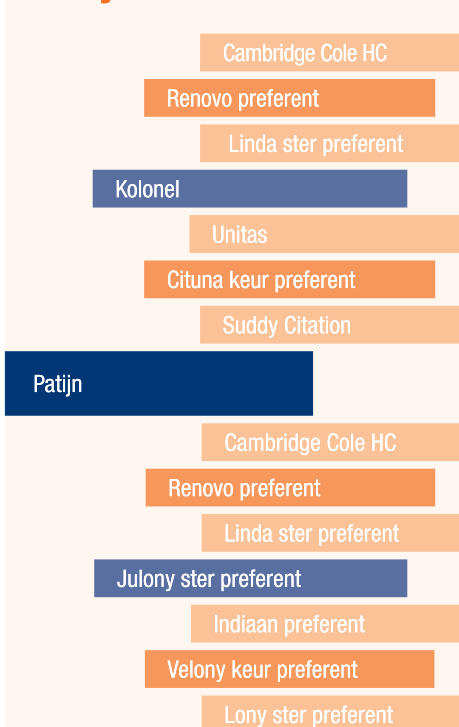 Cambridge Cole HC
Renovo preferent
Linda ster preferent
Kolonel
Unitas
Cituna keur preferent
Suddy Citation
Patijn
Cambridge Cole HC
Renovo preferent
Linda ster preferent
Julony ster preferent
Indiaan preferent
Velony keur preferent
Lony ster preferent